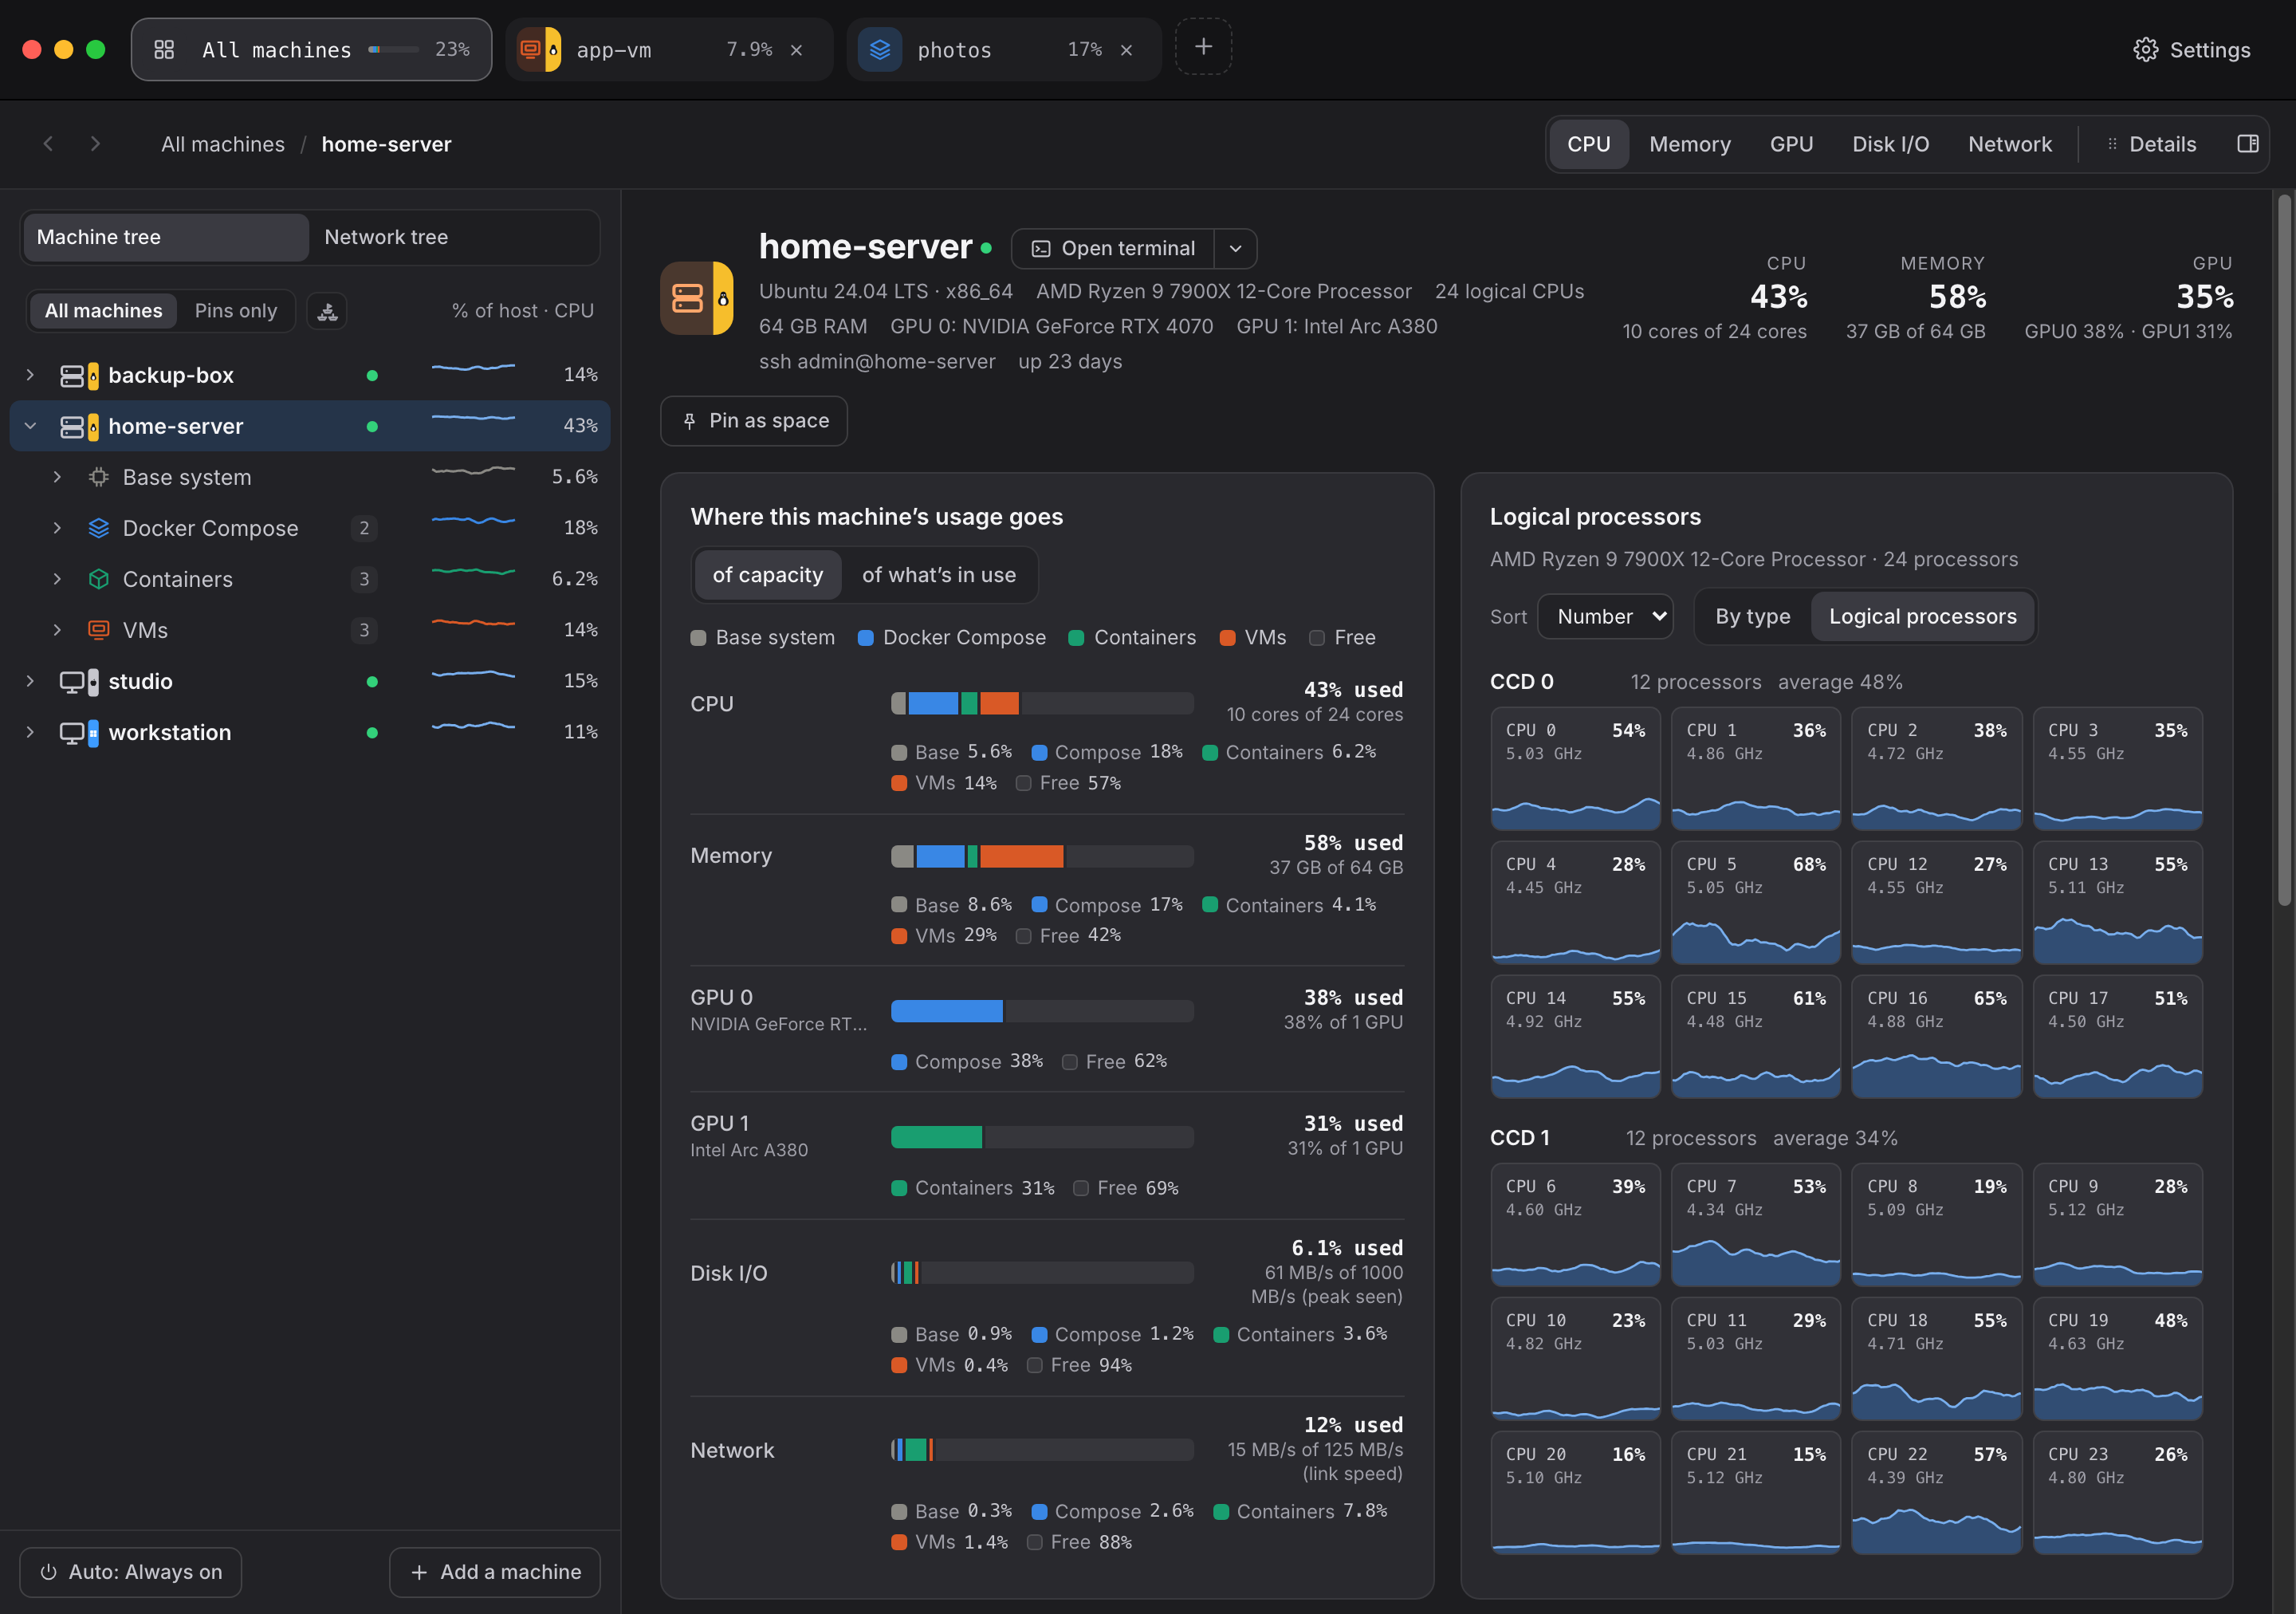 All machines 23%
app-vm 7.9%
photos 17%
Settings
All machines / home-server
CPU Memory GPU Disk I/O Network Details
Machine tree Network tree
All machines Pins only % of host · CPU
backup-box 14%
home-server 43%
Base system 5.6%
Docker Compose 2 18%
Containers 3 6.2%
VMs 3 14%
studio 15%
workstation 11%
Auto: Always on
Add a machine
home-server Open terminal
Ubuntu 24.04 LTS · x86_64 AMD Ryzen 9 7900X 12-Core Processor 24 logical CPUs
64 GB RAM GPU 0: NVIDIA GeForce RTX 4070 GPU 1: Intel Arc A380
ssh admin@home-server up 23 days
CPU
43%
10 cores of 24 cores
MEMORY
58%
37 GB of 64 GB
GPU
35%
GPU0 38% · GPU1 31%
Pin as space
Where this machine’s usage goes
of capacity of what’s in use
Base system Docker Compose Containers VMs Free
CPU
43% used
10 cores of 24 cores
Base 5.6% Compose 18% Containers 6.2%
VMs 14% Free 57%
Memory
58% used
37 GB of 64 GB
Base 8.6% Compose 17% Containers 4.1%
VMs 29% Free 42%
GPU 0
NVIDIA GeForce RT…
38% used
38% of 1 GPU
Compose 38% Free 62%
GPU 1
Intel Arc A380
31% used
31% of 1 GPU
Containers 31% Free 69%
Disk I/O
6.1% used
61 MB/s of 1000
MB/s (peak seen)
Base 0.9% Compose 1.2% Containers 3.6%
VMs 0.4% Free 94%
Network
12% used
15 MB/s of 125 MB/s
(link speed)
Base 0.3% Compose 2.6% Containers 7.8%
VMs 1.4% Free 88%
Logical processors
AMD Ryzen 9 7900X 12-Core Processor · 24 processors
Sort Number By type Logical processors
CCD 0 12 processors average 48%
CPU 0 54% CPU 1 36% CPU 2 38% CPU 3 35%
5.03 GHz 4.86 GHz 4.72 GHz 4.55 GHz
CPU 4 28% CPU 5 68% CPU 12 27% CPU 13 55%
4.45 GHz 5.05 GHz 4.55 GHz 5.11 GHz
CPU 14 55% CPU 15 61% CPU 16 65% CPU 17 51%
4.92 GHz 4.48 GHz 4.88 GHz 4.50 GHz
CCD 1 12 processors average 34%
CPU 6 39% CPU 7 53% CPU 8 19% CPU 9 28%
4.60 GHz 4.34 GHz 5.09 GHz 5.12 GHz
CPU 10 23% CPU 11 29% CPU 18 55% CPU 19 48%
4.82 GHz 5.03 GHz 4.71 GHz 4.63 GHz
CPU 20 16% CPU 21 15% CPU 22 57% CPU 23 26%
5.10 GHz 5.12 GHz 4.39 GHz 4.80 GHz